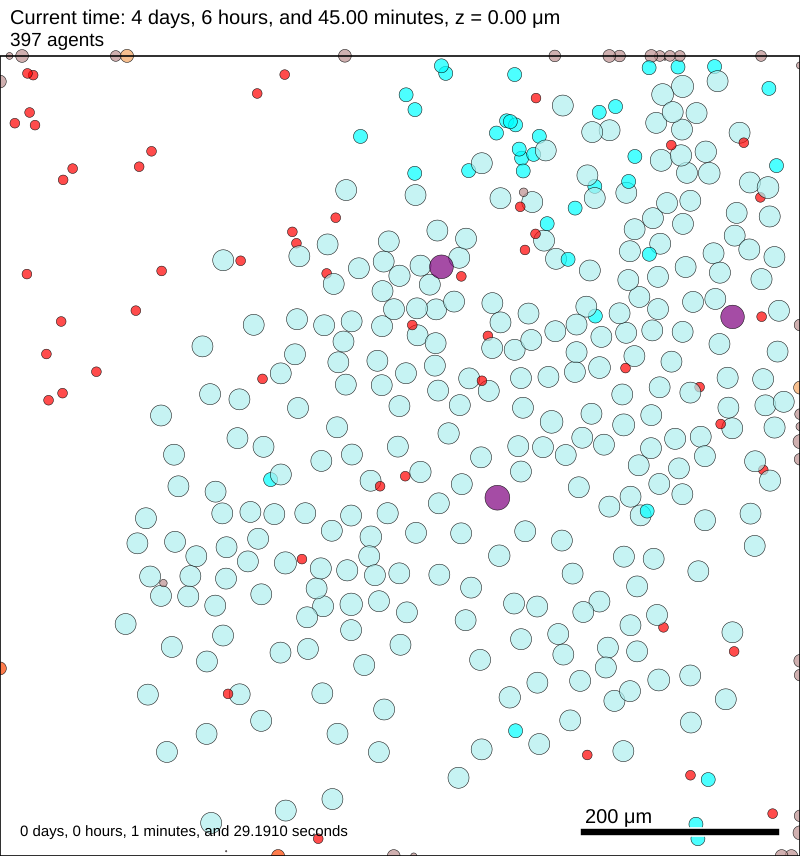 Current time: 4 days, 6 hours, and 45.00 minutes, z = 0.00 μm
397 agents
200 μm
0 days, 0 hours, 1 minutes, and 29.1910 seconds